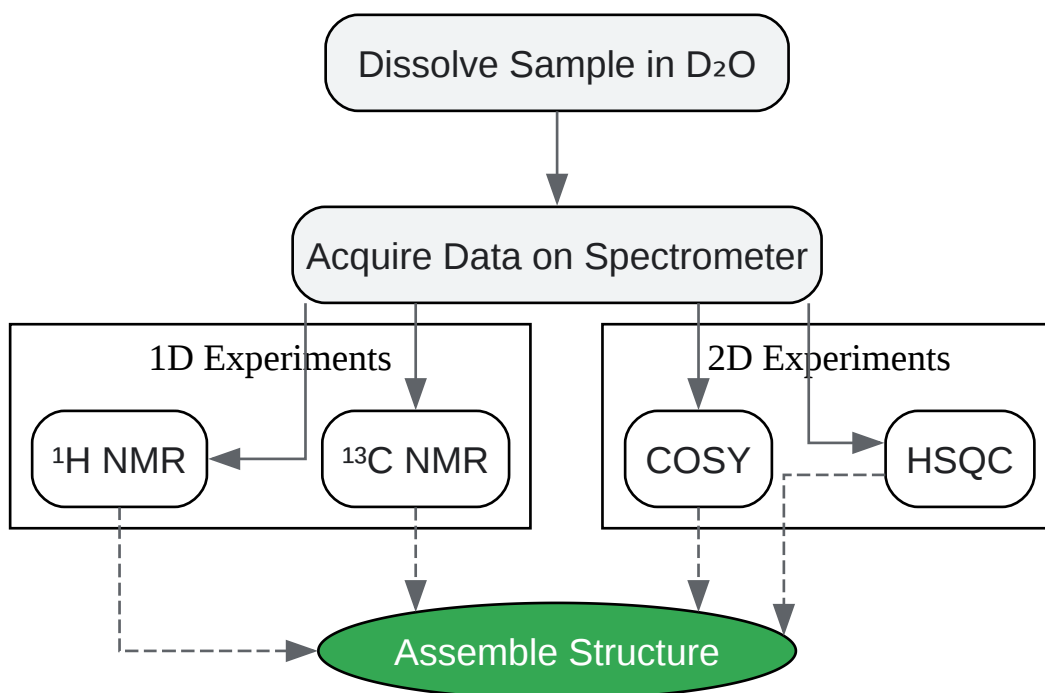 Dissolve Sample in D₂O
Acquire Data on Spectrometer
1D Experiments
2D Experiments
¹H NMR
¹³C NMR
COSY
HSQC
Assemble Structure